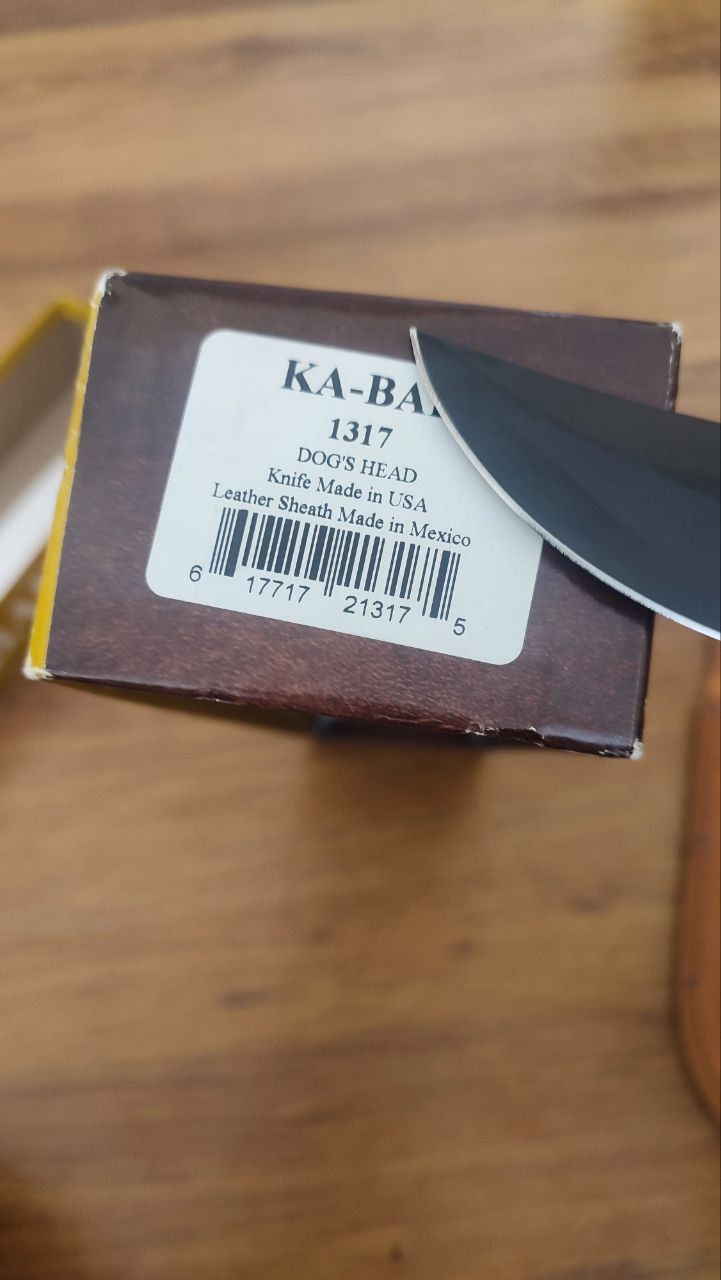 KA-BA
1317
DOG'S HEAD
Knife Made in USA
Leather Sheath Made in Mexico
6 17717 21317 5